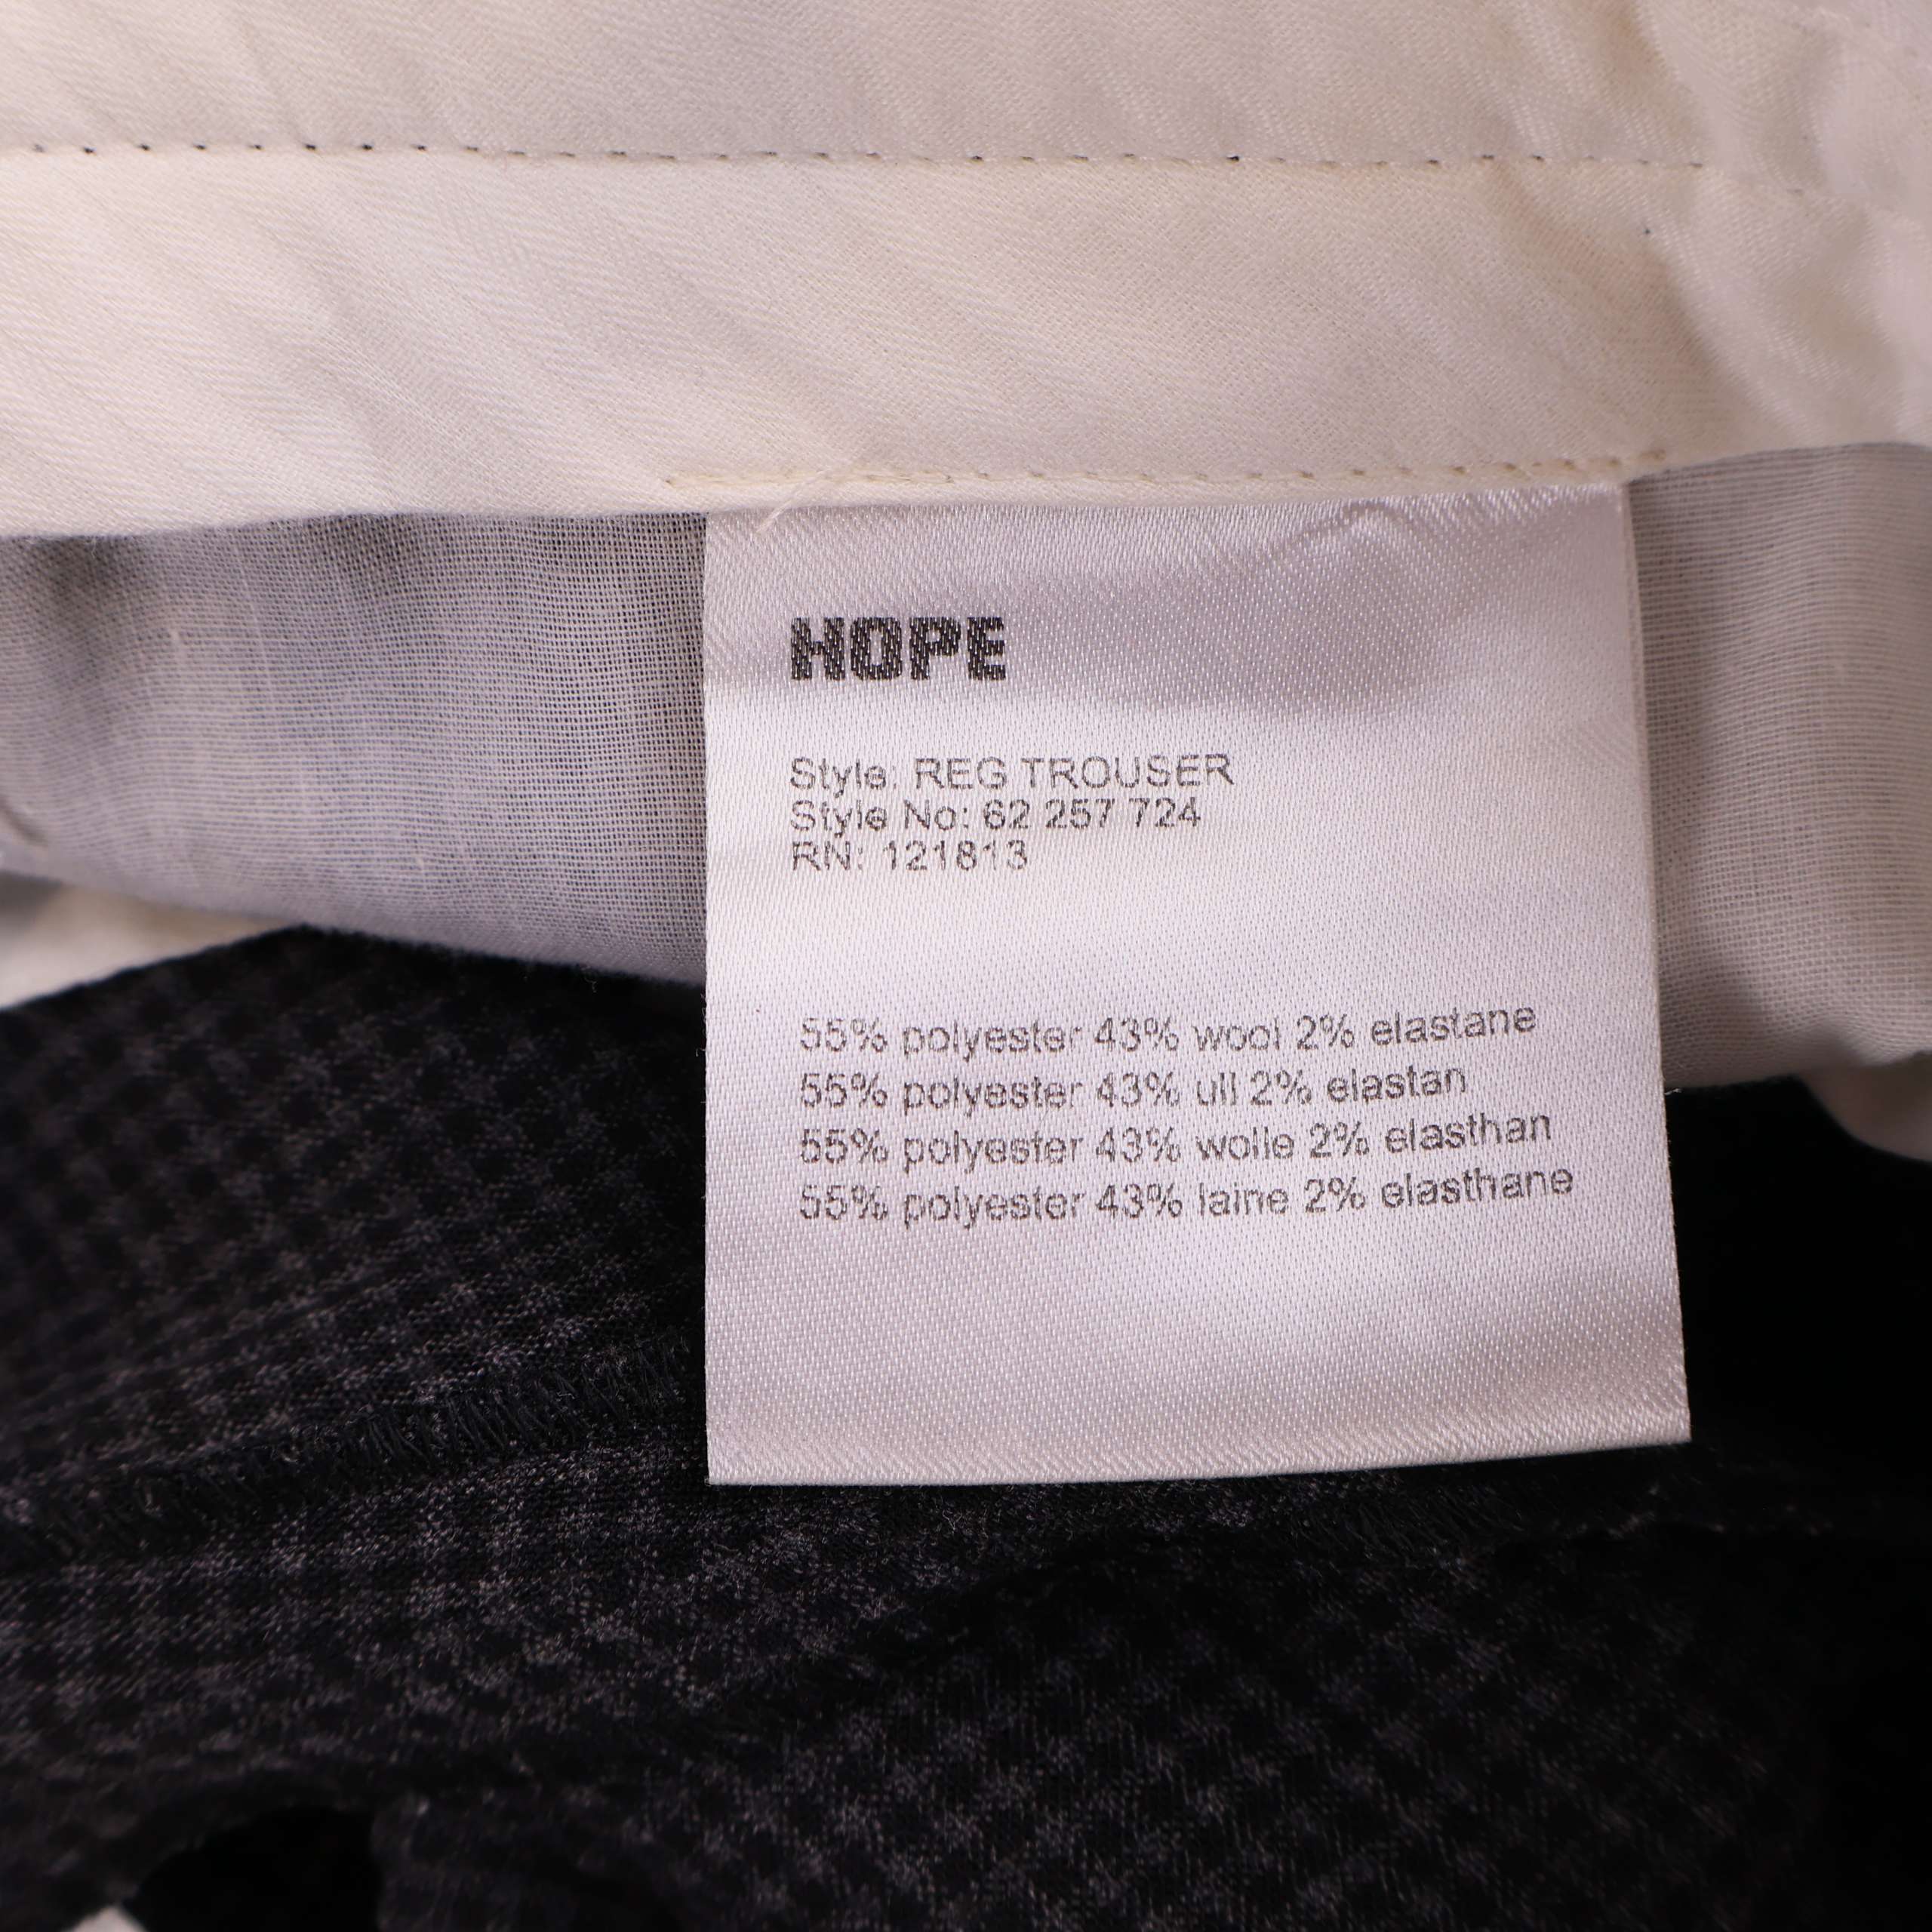 HOPE
Style: REG TROUSER
Style No: 62 257 724
RN: 121813
55% polyester 43% wool 2% elastane
55% polyester 43% ull 2% elastan
55% polyester 43% wolle 2% elasthan
55% polyester 43% laine 2% elasthane